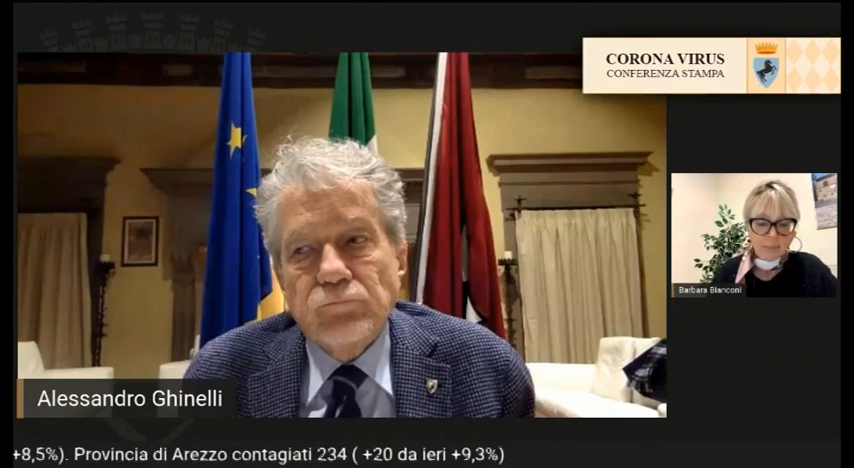 CORONA VIRUS
CONFERENZA STAMPA
Barbara Bianconi
Alessandro Ghinelli
+8,5%). Provincia di Arezzo contagiati 234 ( +20 da ieri +9,3%)